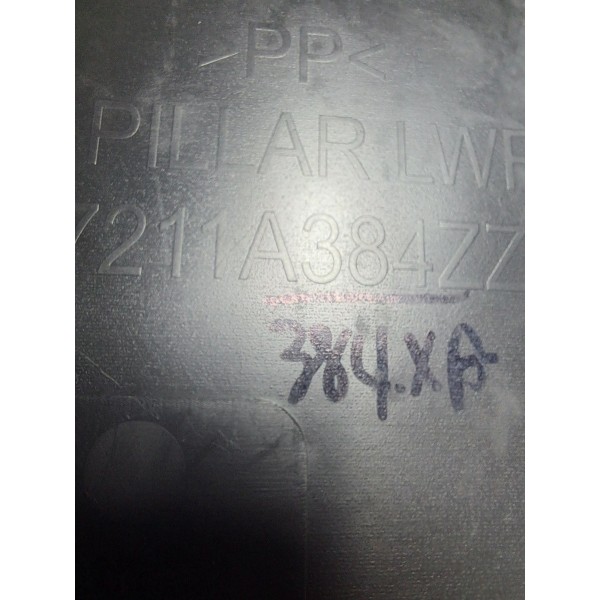 >PP<
PILLAR LWR
7211A384ZZ
384.XA